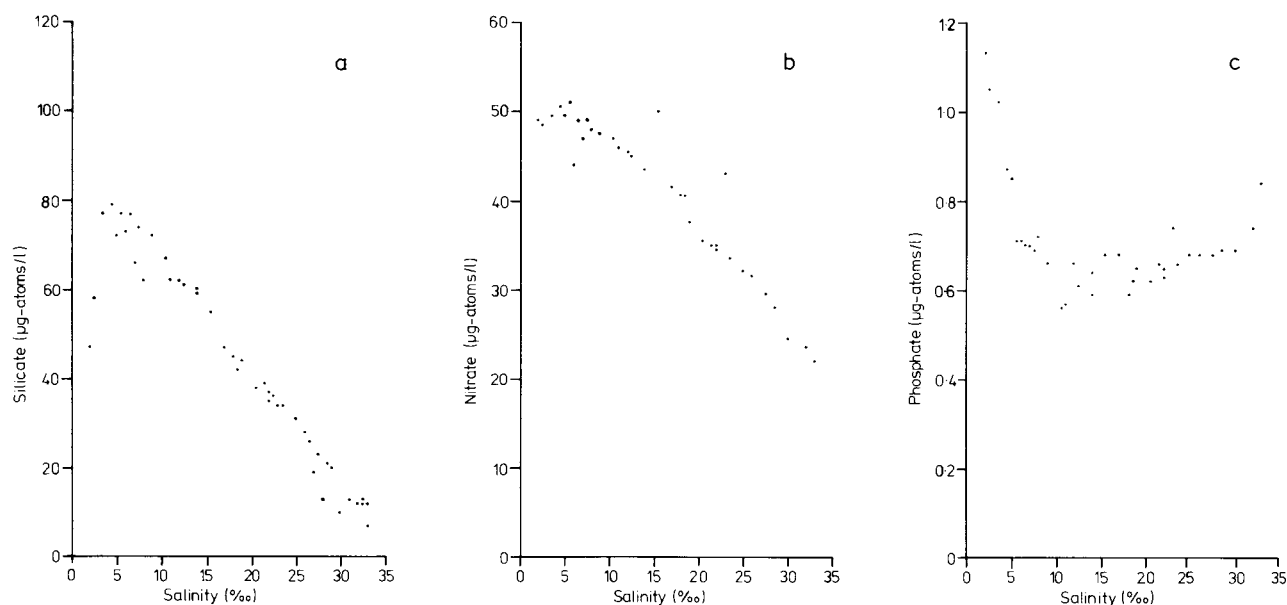 a
Silicate (µg-atoms/l)
120
100
80
60
40
20
0
0 5 10 15 20 25 30 35
Salinity (‰)
b
Nitrate (µg-atoms/l)
60
50
40
30
20
10
0
0 5 10 15 20 25 30 35
Salinity (‰)
c
Phosphate (µg-atoms/l)
1·2
1·0
0·8
0·6
0·4
0·2
0
0 5 10 15 20 25 30 35
Salinity (‰)